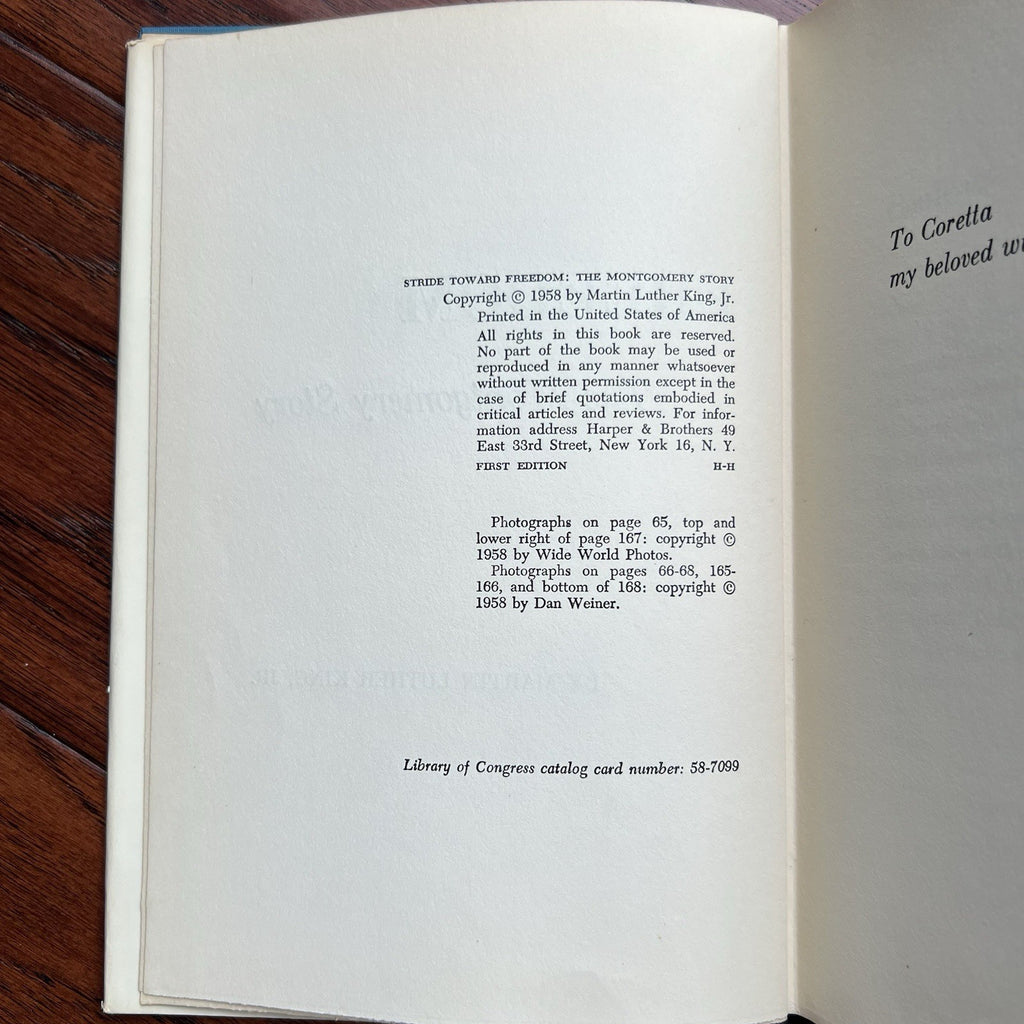 STRIDE TOWARD FREEDOM: THE MONTGOMERY STORY
Copyright © 1958 by Martin Luther King, Jr.
Printed in the United States of America
All rights in this book are reserved.
No part of the book may be used or
reproduced in any manner whatsoever
without written permission except in the
case of brief quotations embodied in
critical articles and reviews. For infor-
mation address Harper & Brothers 49
East 33rd Street, New York 16, N. Y.
FIRST EDITION H-H
Photographs on page 65, top and
lower right of page 167: copyright ©
1958 by Wide World Photos.
Photographs on pages 66-68, 165-
166, and bottom of 168: copyright ©
1958 by Dan Weiner.
Library of Congress catalog card number: 58-7099
To Coretta
my beloved